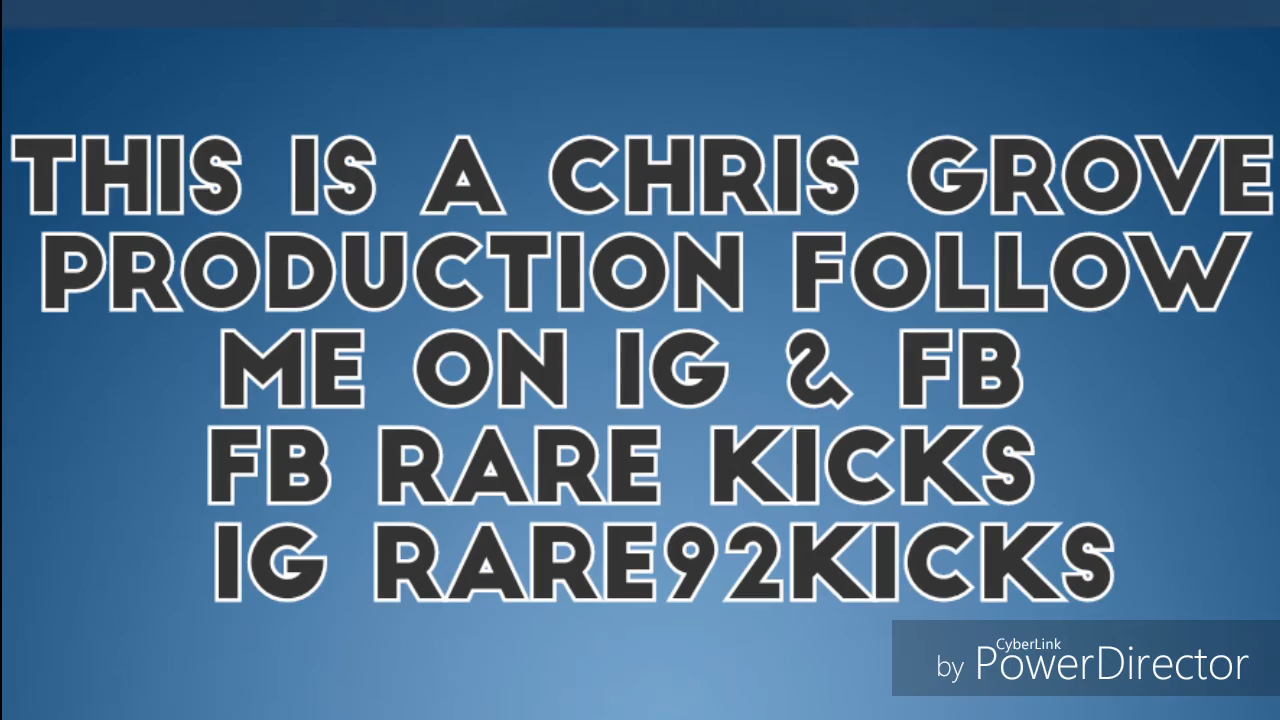 THIS IS A CHRIS GROVE
PRODUCTION FOLLOW
ME ON IG & FB
FB RARE KICKS
IG RARE92KICKS
CyberLink
by PowerDirector